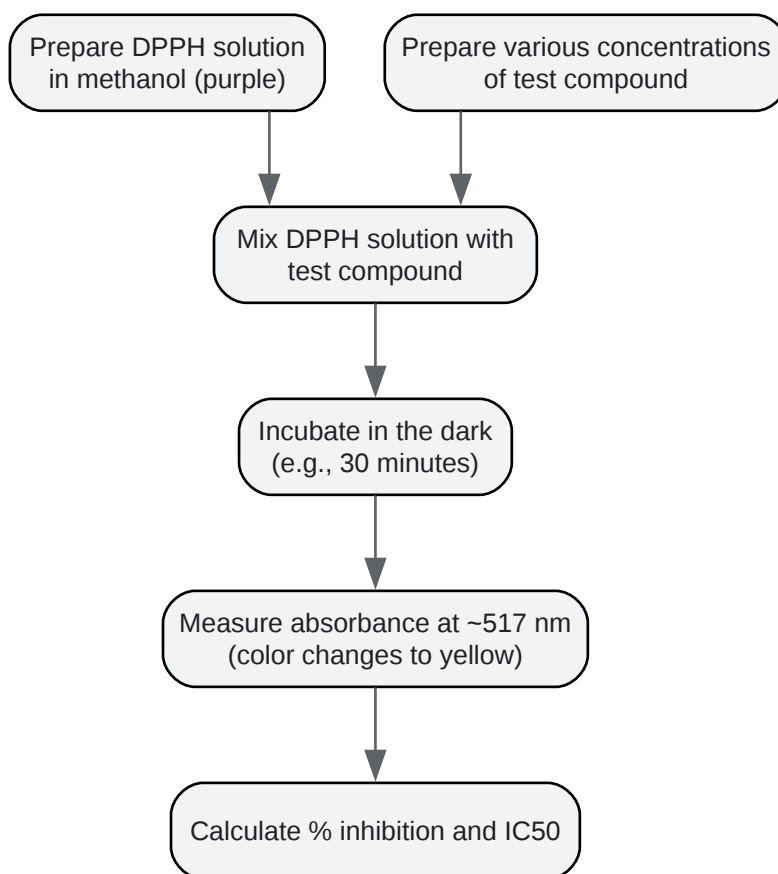 Prepare DPPH solution
in methanol (purple)
Prepare various concentrations
of test compound
Mix DPPH solution with
test compound
Incubate in the dark
(e.g., 30 minutes)
Measure absorbance at ~517 nm
(color changes to yellow)
Calculate % inhibition and IC50